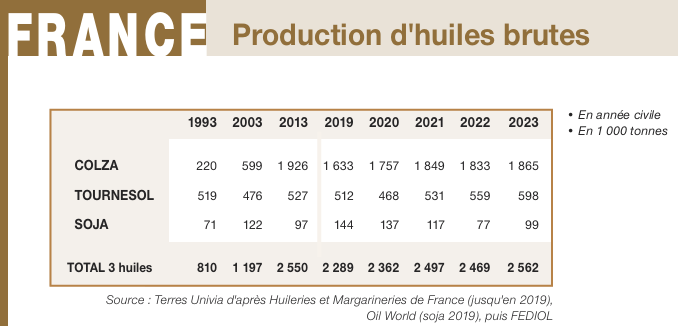 FRANCE
Production d'huiles brutes
• En année civile
• En 1 000 tonnes
1993 2003 2013 2019 2020 2021 2022 2023
COLZA 220 599 1 926 1 633 1 757 1 849 1 833 1 865
TOURNESOL 519 476 527 512 468 531 559 598
SOJA 71 122 97 144 137 117 77 99
TOTAL 3 huiles 810 1 197 2 550 2 289 2 362 2 497 2 469 2 562
Source : Terres Univia d'après Huileries et Margarineries de France (jusqu'en 2019),
Oil World (soja 2019), puis FEDIOL